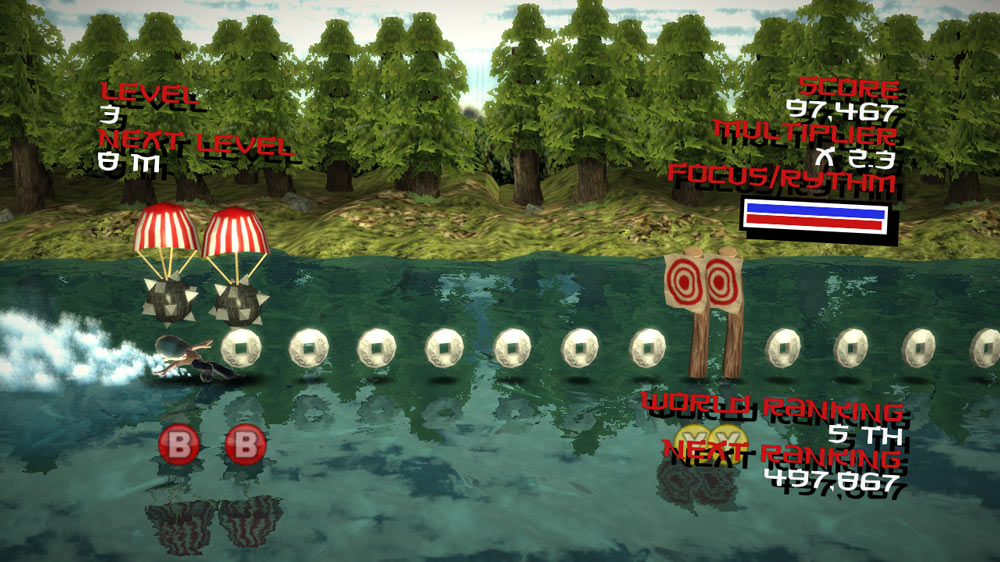 LEVEL
3
NEXT LEVEL
0 M
SCORE
97,467
MULTIPLIER
X 2.3
FOCUS/RYTHM
B B
Y Y
WORLD RANKING
5 TH
NEXT RANKING
497,867